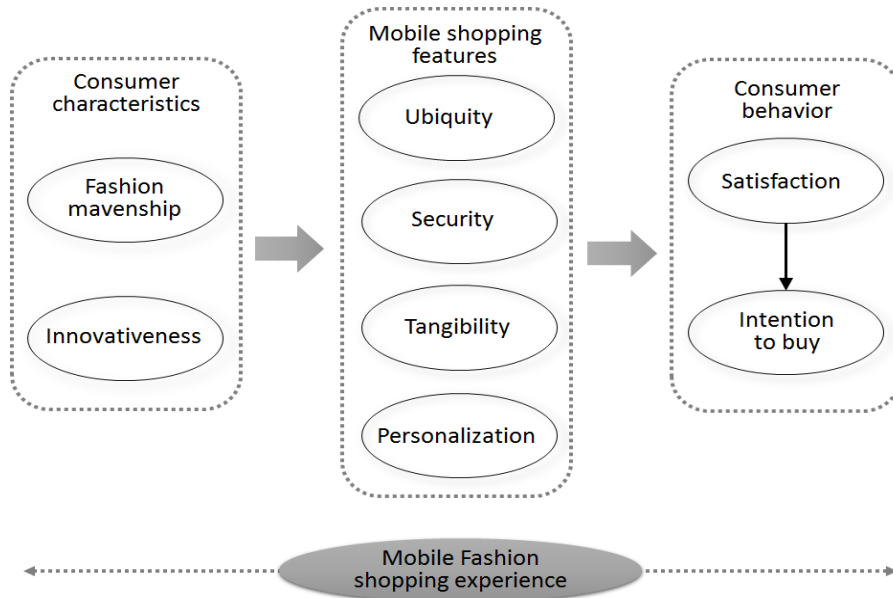 Consumer
characteristics
Fashion
mavenship
Innovativeness
Mobile shopping
features
Ubiquity
Security
Tangibility
Personalization
Consumer
behavior
Satisfaction
Intention
to buy
Mobile Fashion
shopping experience